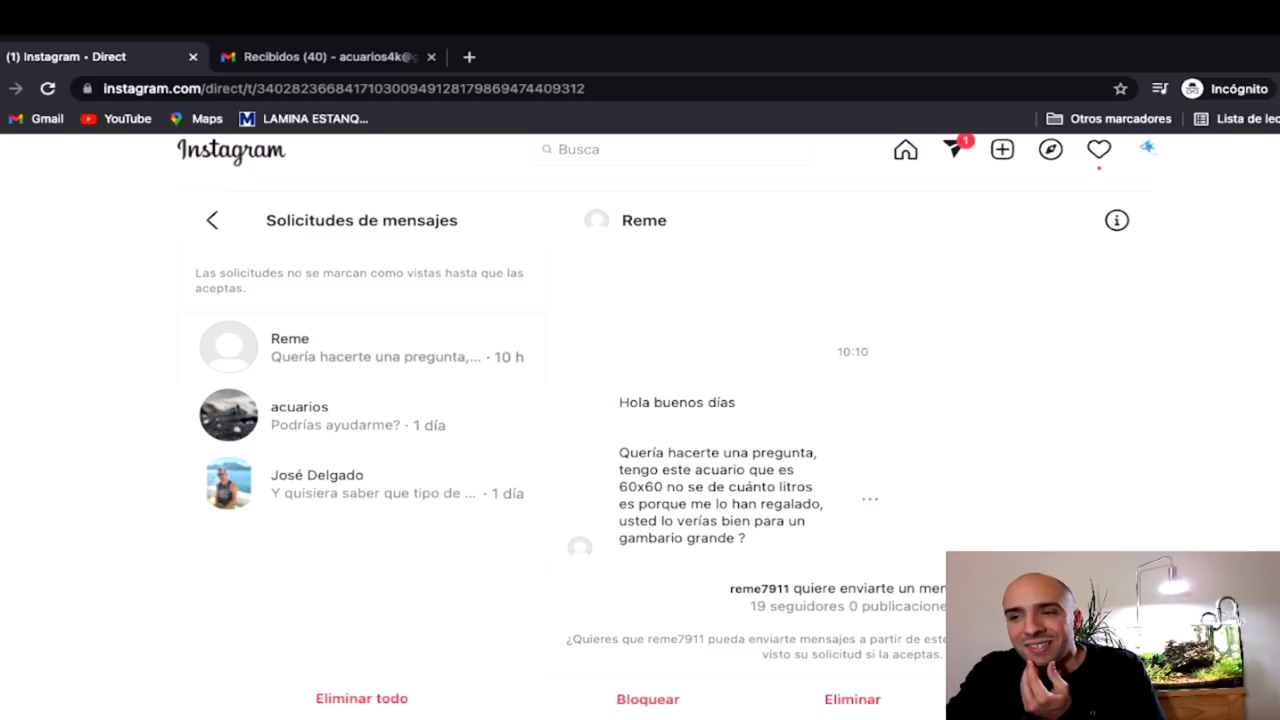 (1) Instagram • Direct
Recibidos (40) - acuarios4k@g
instagram.com/direct/t/340282366841710300949128179869474409312
Incógnito
Gmail
YouTube
Maps
LAMINA ESTANQ...
Otros marcadores
Lista de lec
Instagram
Busca
1
Solicitudes de mensajes
Reme
Las solicitudes no se marcan como vistas hasta que las
aceptas.
Reme
Quería hacerte una pregunta,... · 10 h
acuarios
Podrías ayudarme? · 1 día
José Delgado
Y quisiera saber que tipo de ... · 1 día
10:10
Hola buenos días
Quería hacerte una pregunta,
tengo este acuario que es
60x60 no se de cuánto litros
es porque me lo han regalado,
usted lo verías bien para un
gambario grande ?
reme7911 quiere enviarte un men
19 seguidores 0 publicacione
¿Quieres que reme7911 pueda enviarte mensajes a partir de este
visto su solicitud si la aceptas.
Eliminar todo
Bloquear
Eliminar